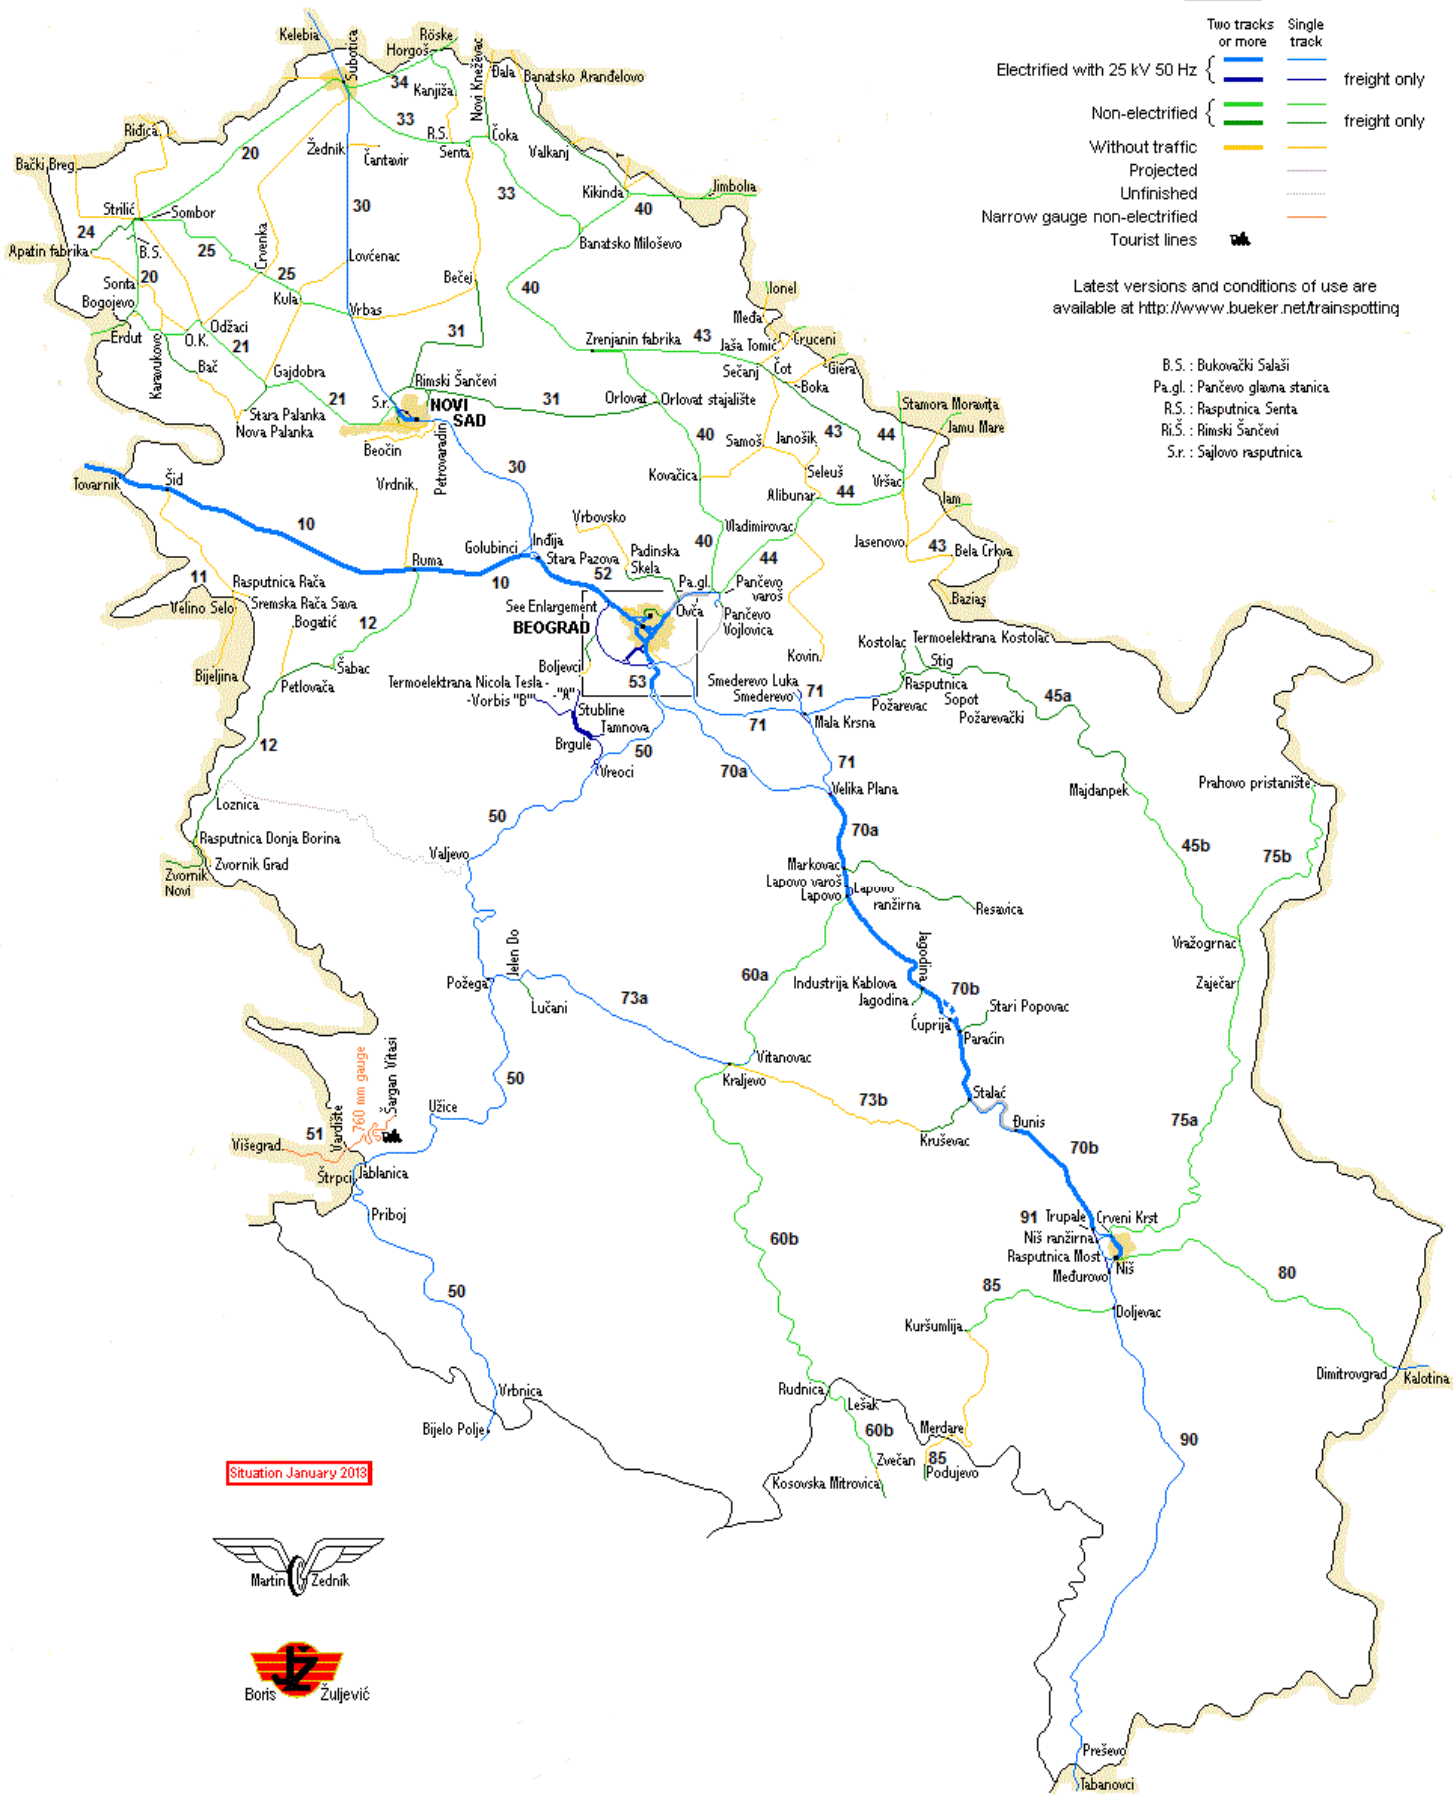 Two tracks or more
Single track
Electrified with 25 kV 50 Hz
freight only
Non-electrified
freight only
Without traffic
Projected
Unfinished
Narrow gauge non-electrified
Tourist lines
Latest versions and conditions of use are
available at http://www.bueker.net/trainspotting
B.S. : Bukovački Salaši
Pa.gl. : Pančevo glavna stanica
R.S. : Rasputnica Senta
Ri.Š. : Rimski Šančevi
S.r. : Sajlovo rasputnica
Kelebia
Subotica
Horgoš
Röske
34
Kanjiža
Novi Kneževac
Đala
Banatsko Aranđelovo
33
R.S.
Senta
Čoka
Valkanj
Riđica
20
Žednik
Čantavir
Bački Breg
Kikinda
Jimbolia
33
40
Strilić
Sombor
30
24
25
Crvenka
Banatsko Miloševo
Apatin fabrika
B.S.
Lovćenac
20
25
Sonta
Bečej
40
Bogojevo
Kula
Vrbas
Ionel
Međa
Erdut
Odžaci
O.K.
31
Zrenjanin fabrika
43
Jaša Tomić
Cruceni
21
Karavukovo
Bač
Gajdobra
Sečanj
Čot
Giera
Boka
Rimski Šančevi
S.r.
21
31
Orlovat
Orlovat stajalište
NOVI
SAD
Stara Palanka
Nova Palanka
Stamora Moravița
Jamu Mare
Beočin
Petrovaradin
40
Samoš
Janošik
43
44
Tovarnik
Šid
30
Vrdnik
Kovačica
Seleuš
Vršac
Alibunar
44
Iam
10
Vrbovsko
Vladimirovac
Golubinci
Inđija
Stara Pazova
Padinska
Skela
40
44
Jasenovo
43
Bela Crkva
Ruma
10
52
Pa.gl.
Pančevo
varoš
11
Rasputnica Rača
Sremska Rača Sava
Velino Selo
Bogatić
12
See Enlargement
BEOGRAD
Ovča
Pančevo
Vojlovica
Baziaş
Kovin
Kostolac
Termoelektrana Kostolac
Stig
Bijeljina
Petlovača
Šabac
Boljevci
53
Smederevo Luka
Smederevo
71
Rasputnica
Sopot
Požarevac
Požarevački
45a
Termoelektrana Nicola Tesla -
-Vorbis "B"
-"A"
Stubline
Tamnova
Brgule
50
Vreoci
71
Mala Krsna
12
70a
71
Velika Plana
Majdanpek
Prahovo pristanište
Loznica
50
70a
Rasputnica Donja Borina
Zvornik Grad
Zvornik
Novi
Valjevo
Markovac
Lapovo varoš
Lapovo
Lapovo
ranžirna
Resavica
45b
75b
Jelen Do
Požega
Lučani
73a
60a
Jagodina
Industrija Kablova
Jagodina
70b
Ćuprija
Stari Popovac
Paraćin
Vražogrnac
Zaječar
760 mm gauge
Šargan Vitasi
Vardište
51
Višegrad
Užice
50
Vitanovac
Kraljevo
73b
Stalać
Kruševac
Đunis
70b
75a
Štrpci
Jablanica
Priboj
60b
91
Trupale
Crveni Krst
Niš ranžirna
Rasputnica Most
Niš
Međurovo
80
50
85
Doljevac
Kuršumlija
Dimitrovgrad
Kalotina
Vrbnica
Bijelo Polje
Rudnica
Lešak
60b
Merdare
Zvečan
85
Podujevo
Kosovska Mitrovica
90
Situation January 2013
Martin Zedník
JŽ
Boris Žuljević
Preševo
Tabanovci